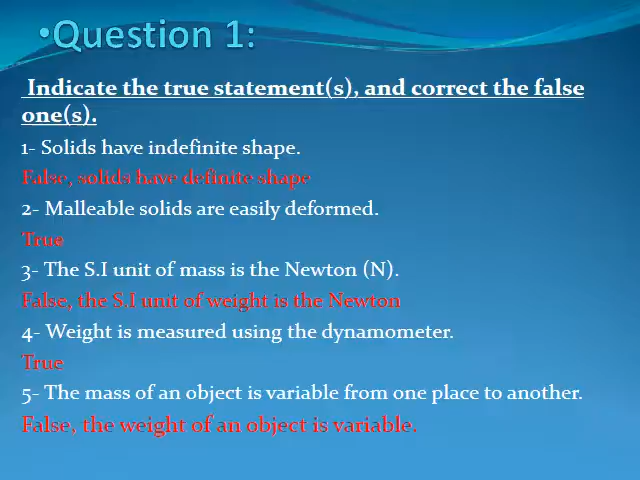 •Question 1:
Indicate the true statement(s), and correct the false
one(s).
1- Solids have indefinite shape.
False, solids have definite shape
2- Malleable solids are easily deformed.
True
3- The S.I unit of mass is the Newton (N).
False, the S.I unit of weight is the Newton
4- Weight is measured using the dynamometer.
True
5- The mass of an object is variable from one place to another.
False, the weight of an object is variable.